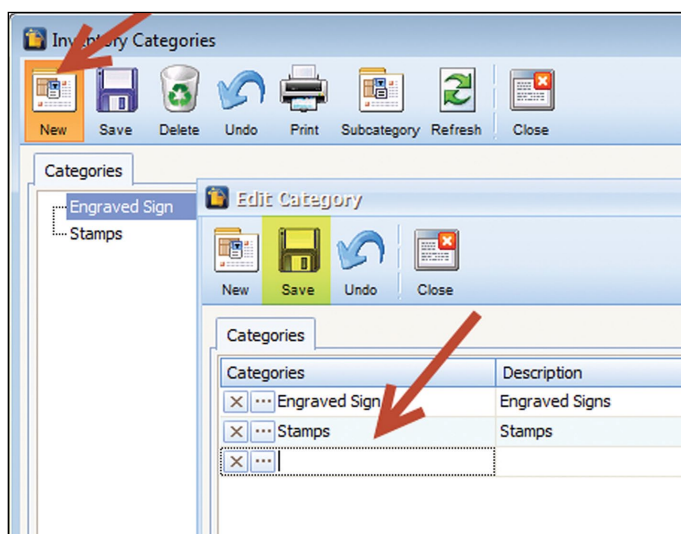 Inventory Categories
New Save Delete Undo Print Subcategory Refresh Close
Categories
Engraved Sign
Stamps
Edit Category
New Save Undo Close
Categories
Categories Description
Engraved Sign Engraved Signs
Stamps Stamps